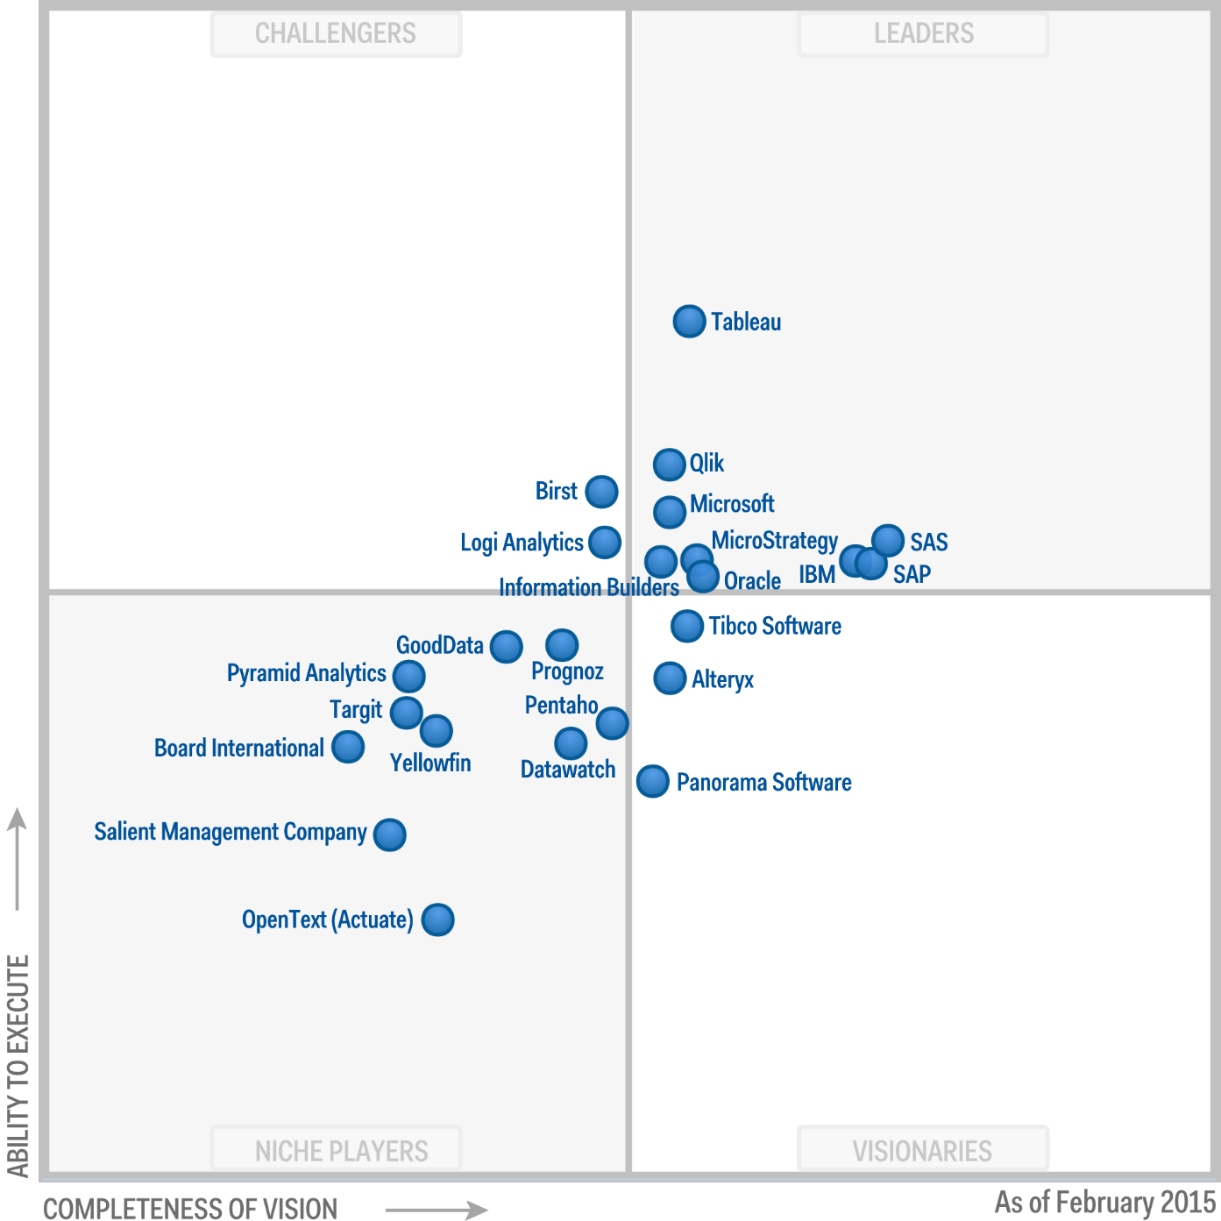 CHALLENGERS
LEADERS
Tableau
Qlik
Birst
Microsoft
Logi Analytics
MicroStrategy
SAS
IBM
SAP
Information Builders
Oracle
Tibco Software
GoodData
Prognoz
Pyramid Analytics
Alteryx
Targit
Pentaho
Board International
Yellowfin
Datawatch
Panorama Software
Salient Management Company
OpenText (Actuate)
ABILITY TO EXECUTE
NICHE PLAYERS
VISIONARIES
COMPLETENESS OF VISION
As of February 2015